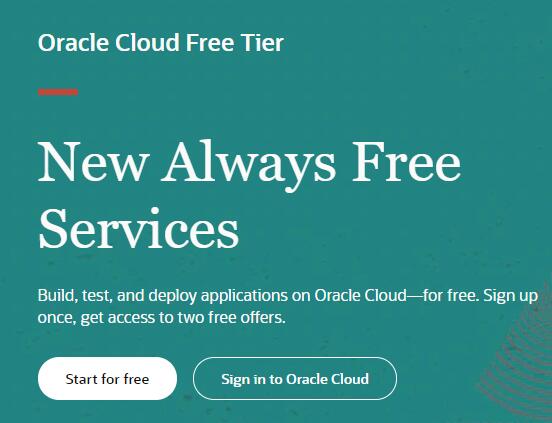 Oracle Cloud Free Tier
New Always Free
Services
Build, test, and deploy applications on Oracle Cloud—for free. Sign up
once, get access to two free offers.
Start for free
Sign in to Oracle Cloud